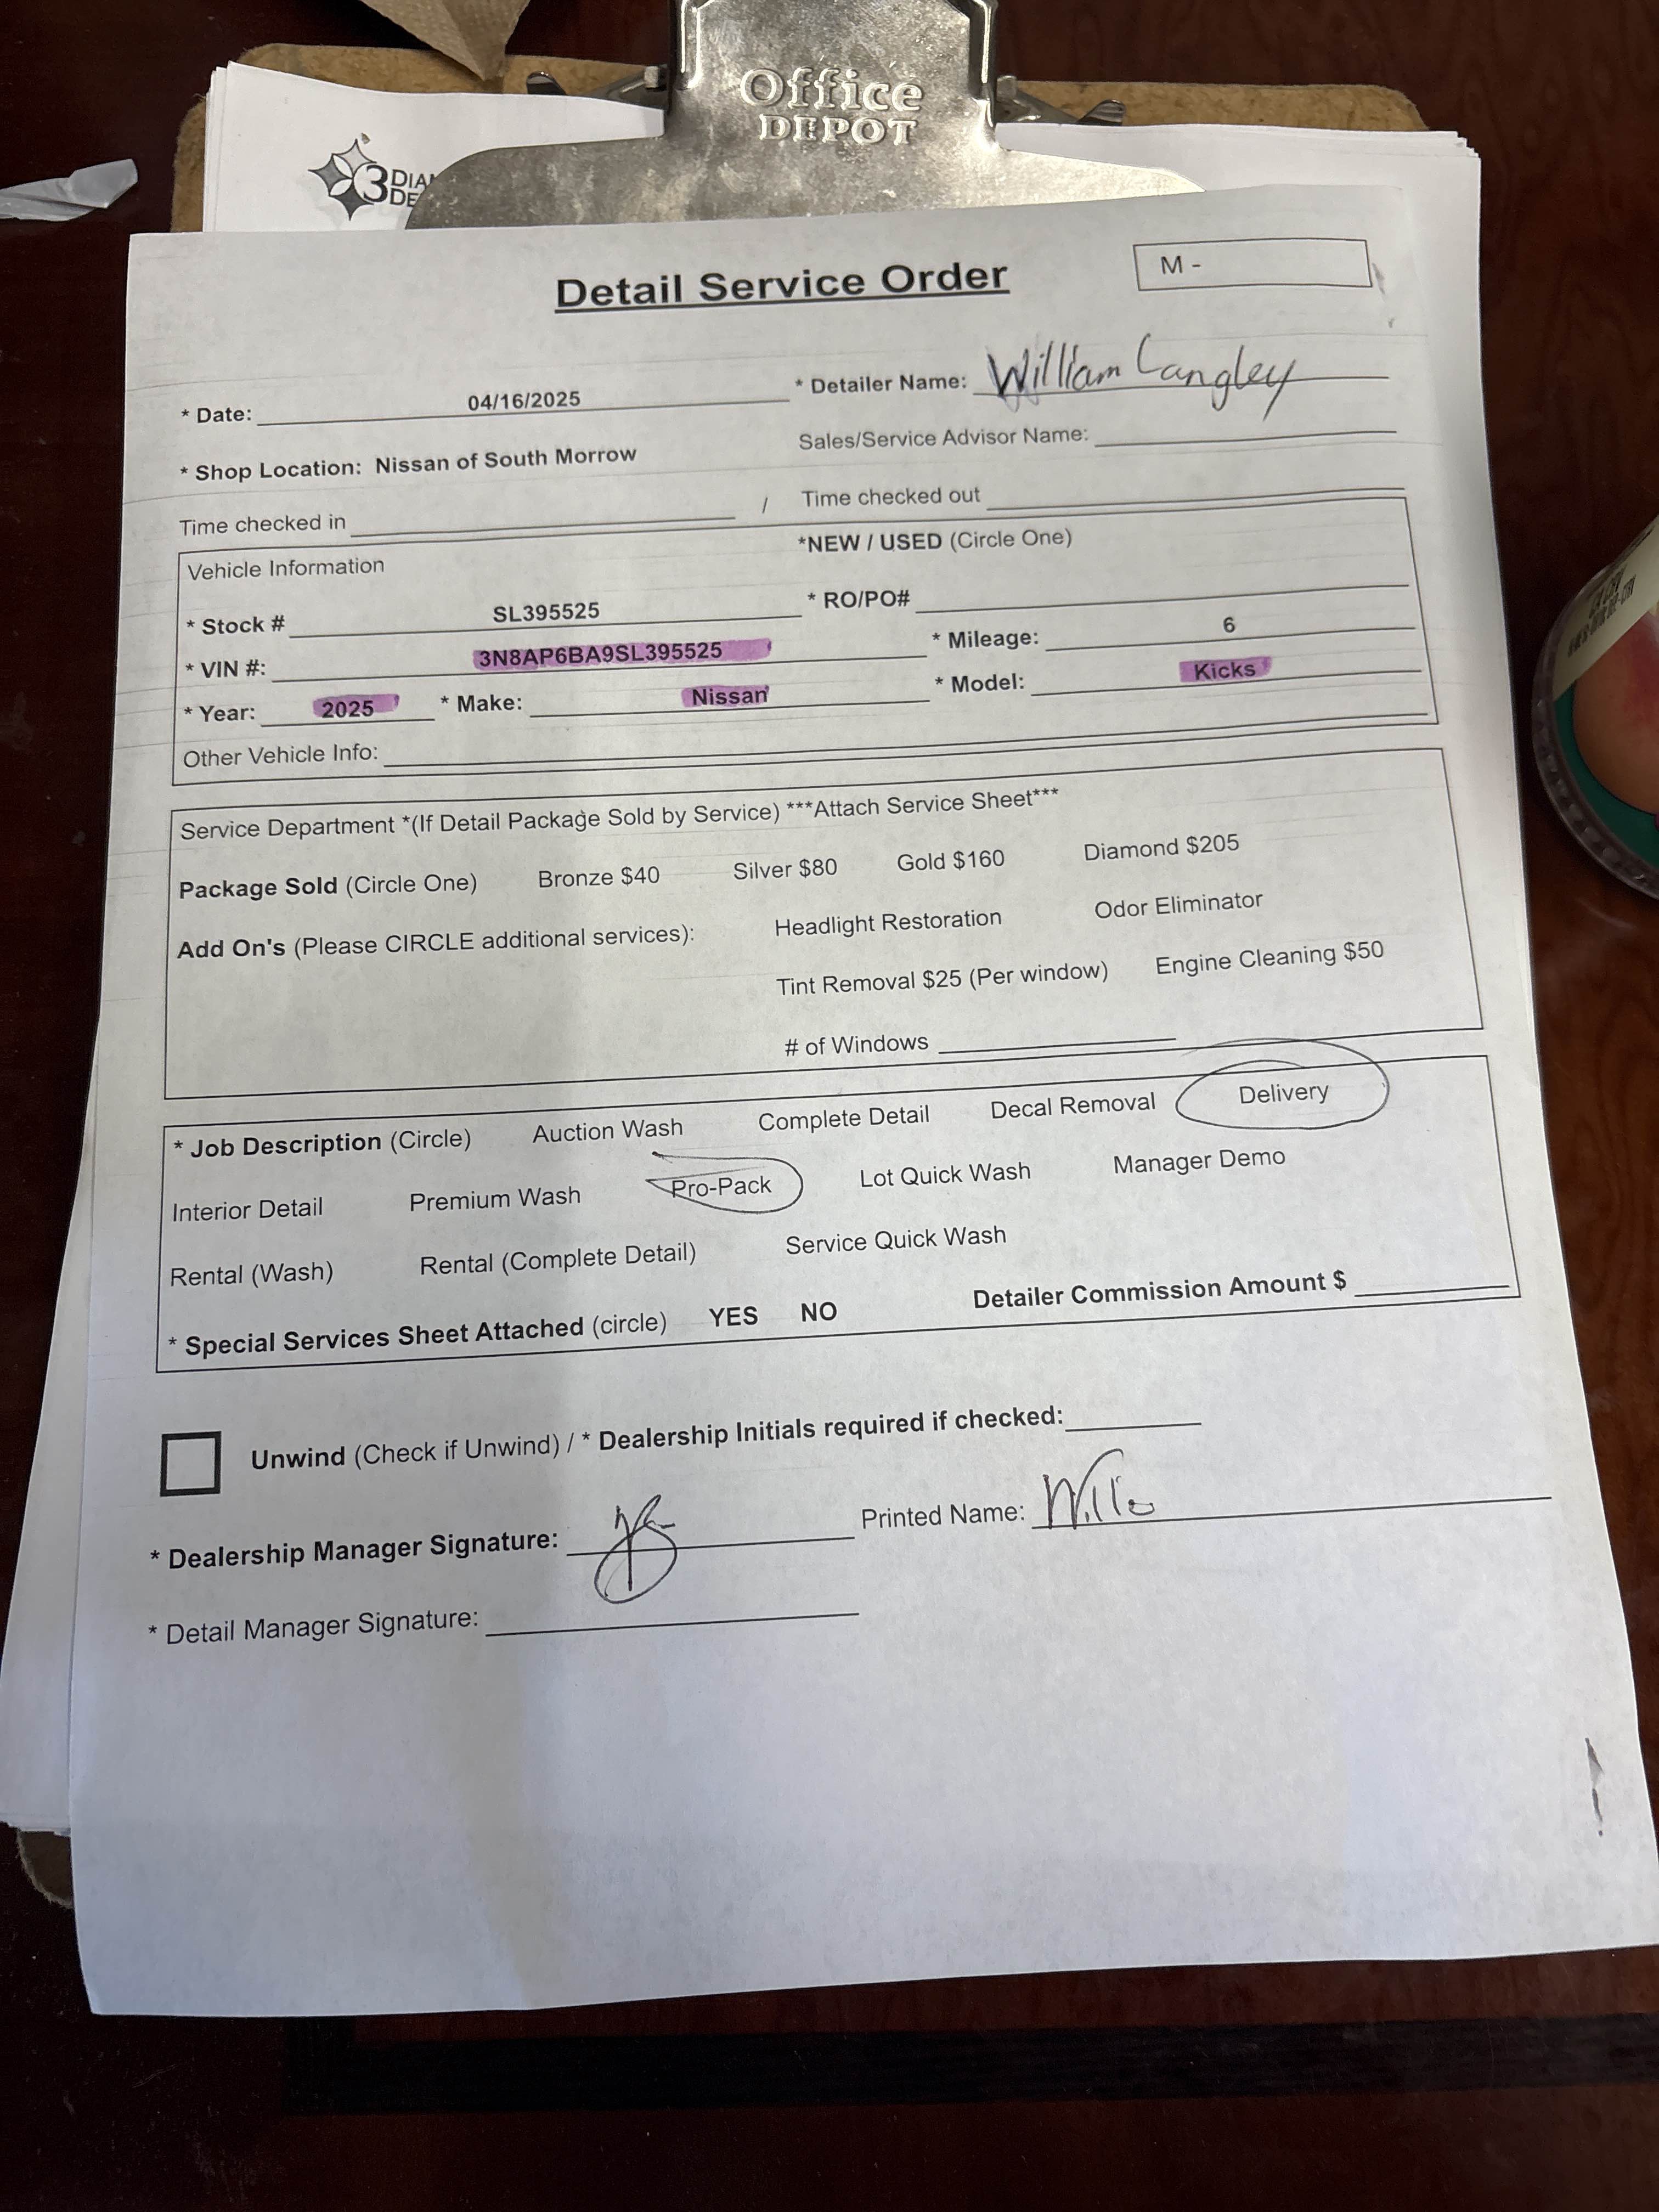 Office
DEPOT
3 DIA
DE
Detail Service Order
M -
* Date: 04/16/2025 * Detailer Name: William Langley
* Shop Location: Nissan of South Morrow Sales/Service Advisor Name:
Time checked in / Time checked out
Vehicle Information *NEW / USED (Circle One)
* Stock # SL395525 * RO/PO#
* VIN #: 3N8AP6BA9SL395525 * Mileage: 6
* Year: 2025 * Make: Nissan * Model: Kicks
Other Vehicle Info:
Service Department *(If Detail Package Sold by Service) ***Attach Service Sheet***
Package Sold (Circle One) Bronze $40 Silver $80 Gold $160 Diamond $205
Add On's (Please CIRCLE additional services): Headlight Restoration Odor Eliminator
Tint Removal $25 (Per window) Engine Cleaning $50
# of Windows
* Job Description (Circle) Auction Wash Complete Detail Decal Removal Delivery
Interior Detail Premium Wash Pro-Pack Lot Quick Wash Manager Demo
Rental (Wash) Rental (Complete Detail) Service Quick Wash
* Special Services Sheet Attached (circle) YES NO Detailer Commission Amount $
Unwind (Check if Unwind) / * Dealership Initials required if checked:
* Dealership Manager Signature: Printed Name:
* Detail Manager Signature: